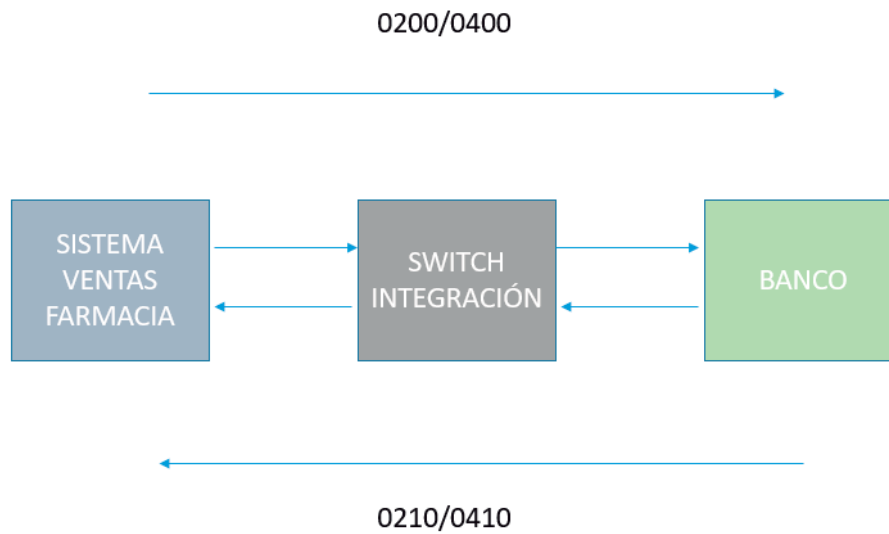 0200/0400
SISTEMA
VENTAS
FARMACIA
SWITCH
INTEGRACIÓN
BANCO
0210/0410